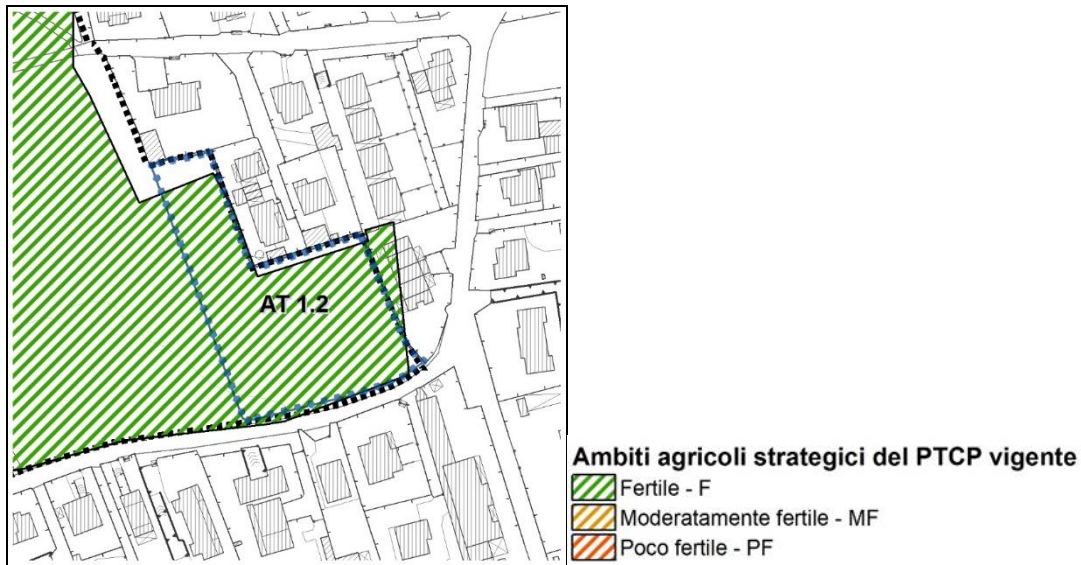 AT 1.2
Ambiti agricoli strategici del PTCP vigente
Fertile - F
Moderatamente fertile - MF
Poco fertile - PF